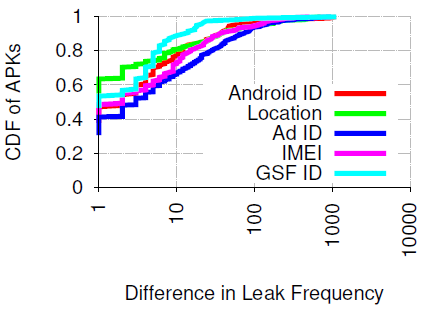 CDF of APKs
1
0.8
0.6
0.4
0.2
0
Android ID
Location
Ad ID
IMEI
GSF ID
1
10
100
1000
10000
Difference in Leak Frequency